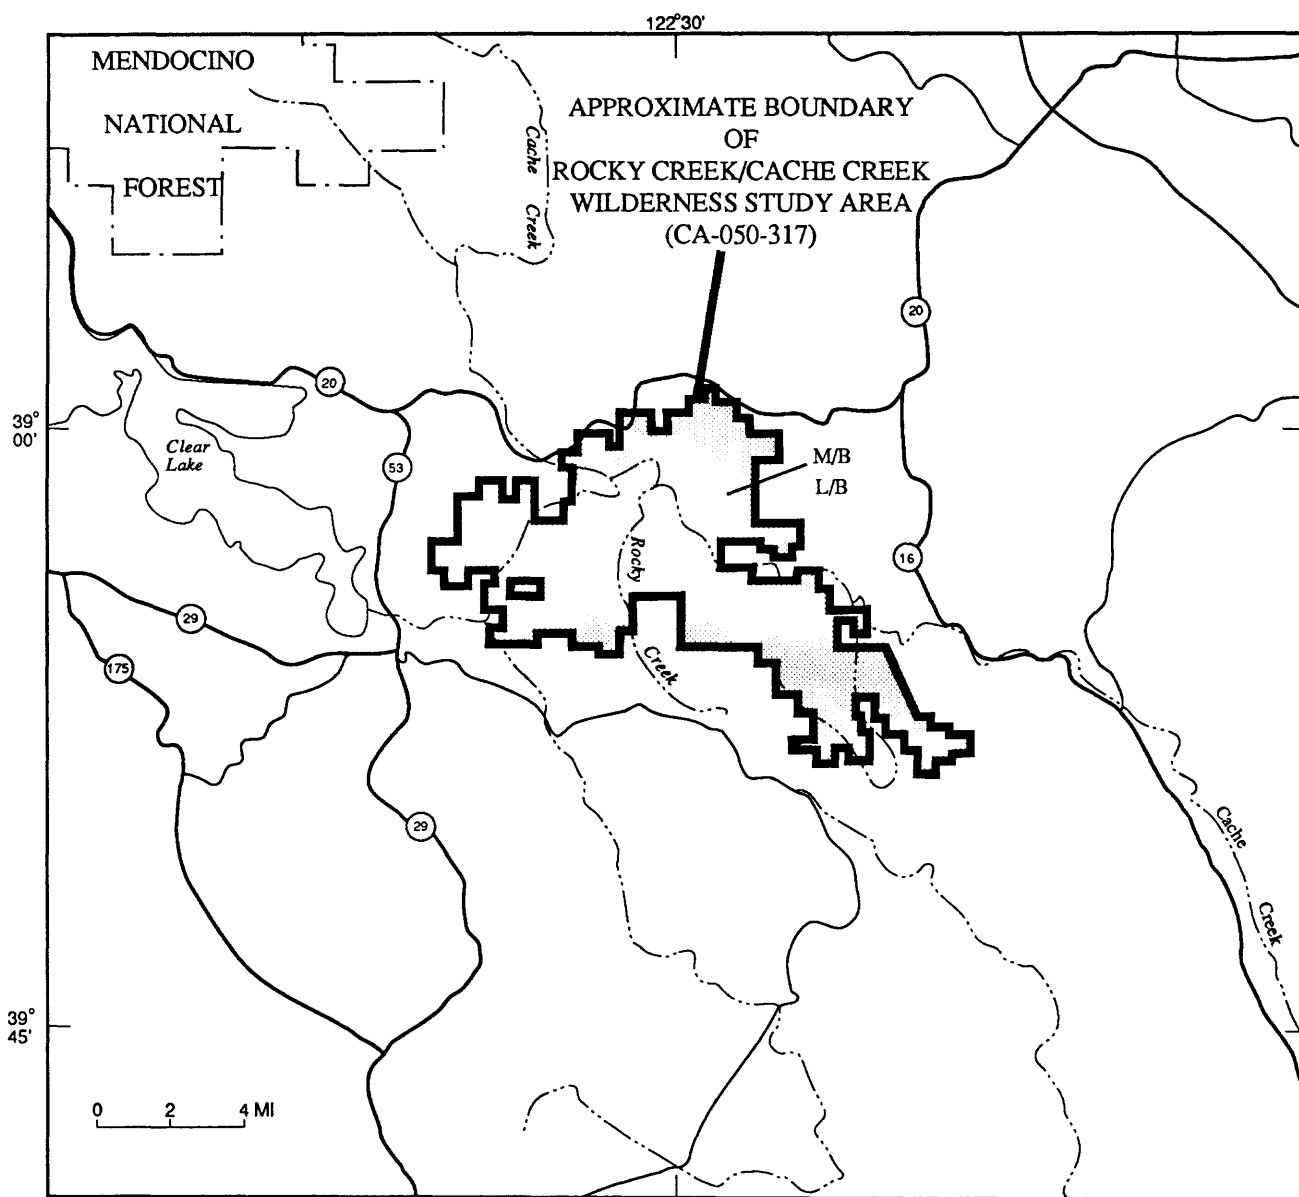 122°30'
MENDOCINO
NATIONAL
FOREST
APPROXIMATE BOUNDARY
OF
ROCKY CREEK/CACHE CREEK
WILDERNESS STUDY AREA
(CA-050-317)
Cache
Creek
20
20
39°
00'
Clear
Lake
53
M/B
L/B
Rocky
Creek
16
29
175
29
Cache
Creek
39°
45'
0 2 4 MI